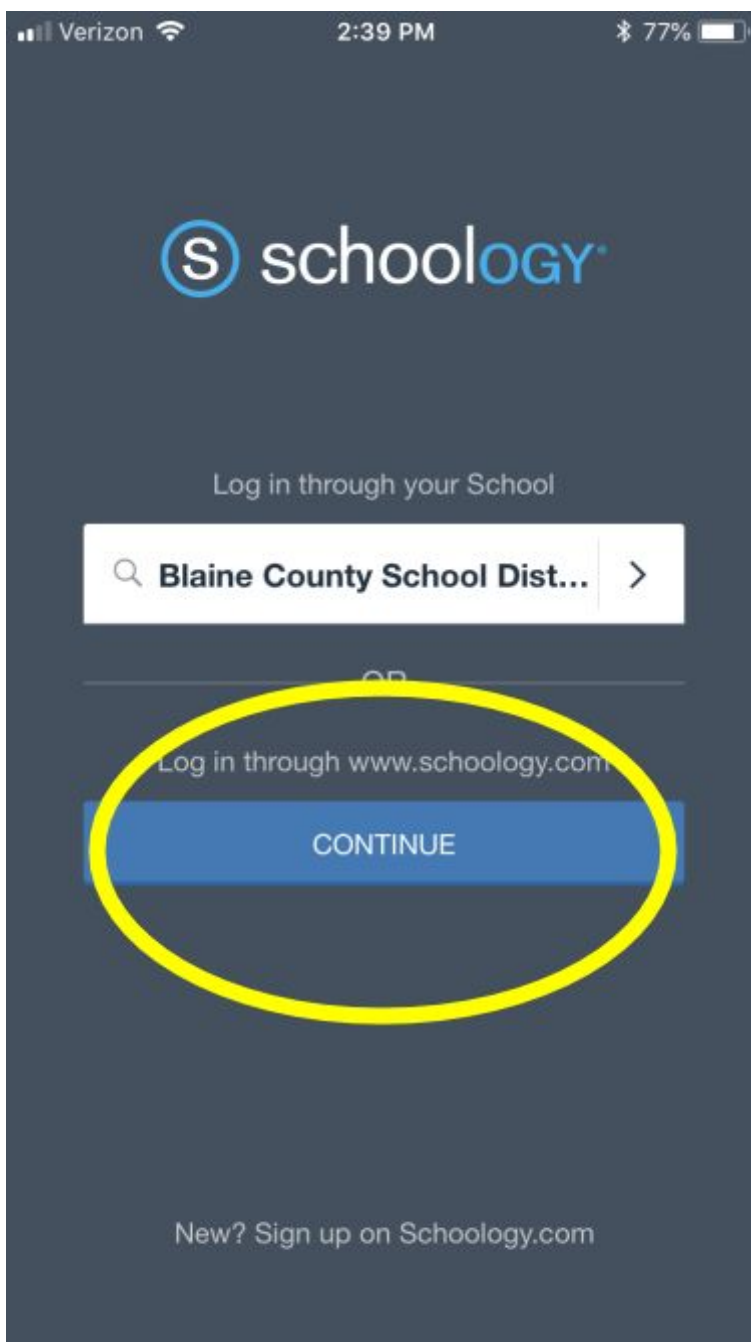 Verizon 2:39 PM 77%
S schoology
Log in through your School
Blaine County School Dist...
OR
Log in through www.schoology.com
CONTINUE
New? Sign up on Schoology.com